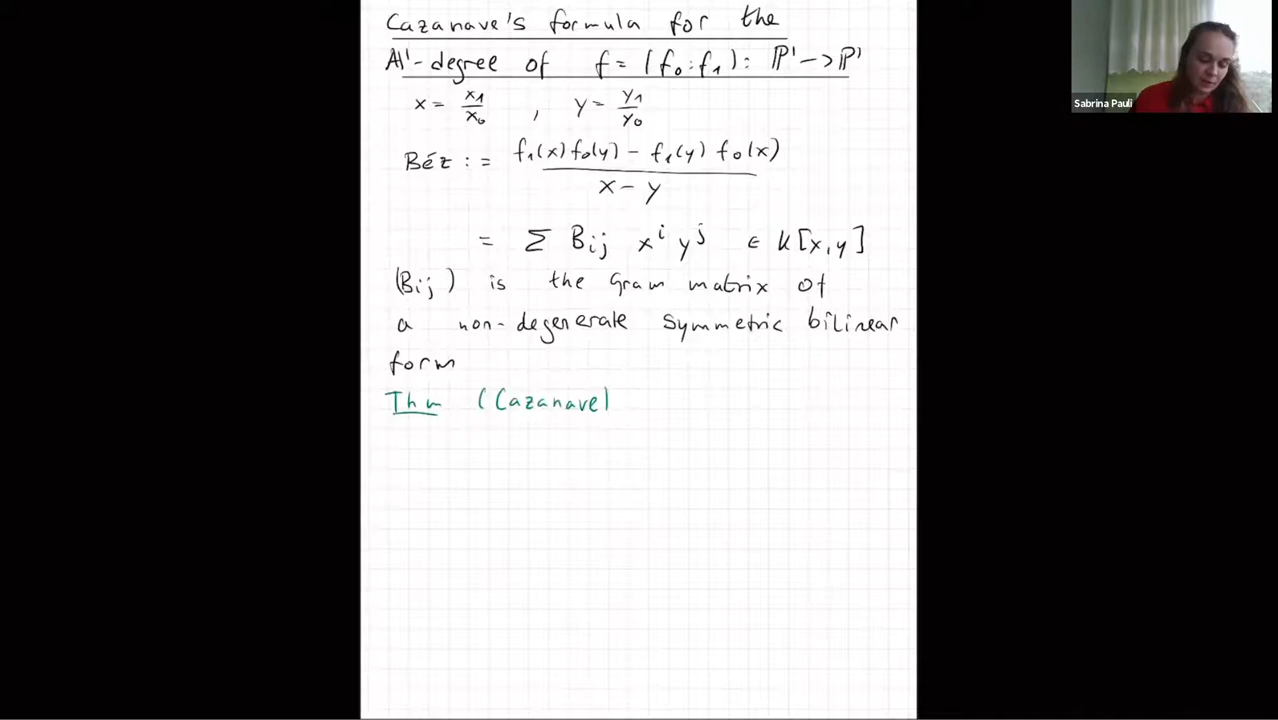 Cazanave's formula for the
A¹-degree of f = (f₀ : f₁) : ℙ¹ -> ℙ¹
x = x₁/x₀ , y = y₁/y₀
Béz := (f₁(x) f₀(y) - f₁(y) f₀(x))/(x - y)
= Σ Bij xⁱ yʲ ∈ k[x,y]
(Bij) is the Gram matrix of
a non-degenerate symmetric bilinear
form
Thm (Cazanave)
Sabrina Pauli